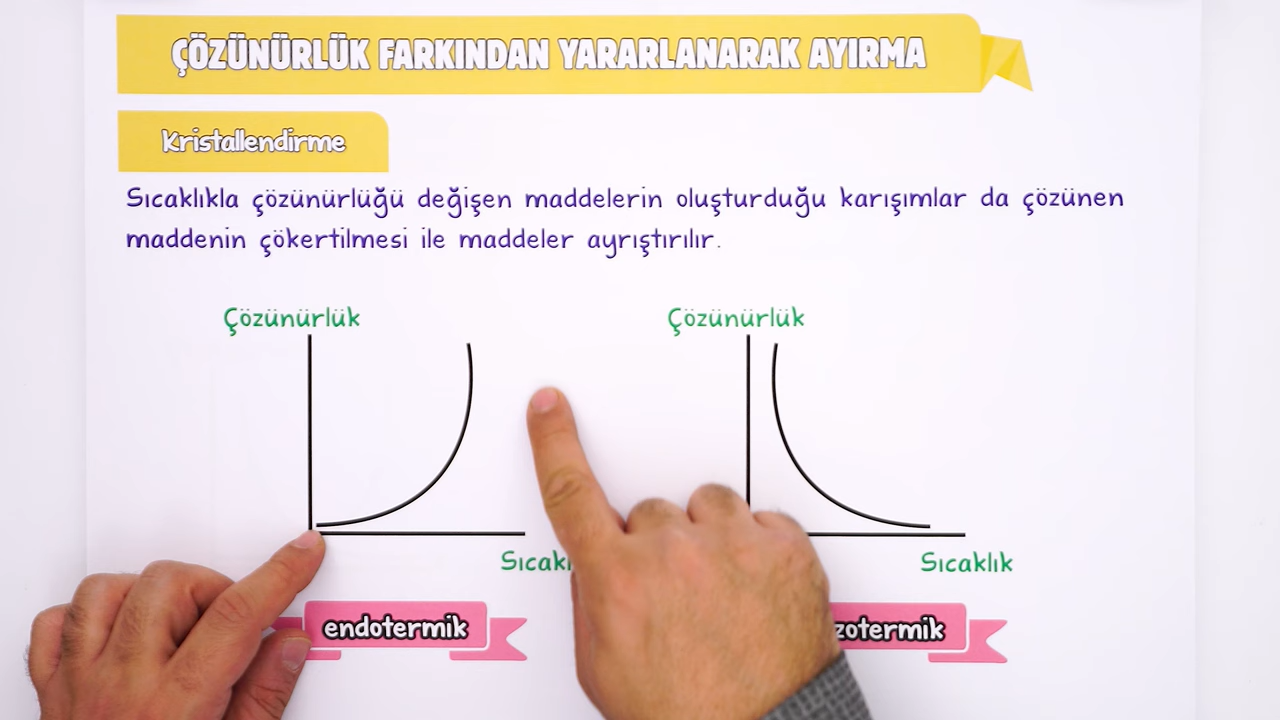 ÇÖZÜNÜRLÜK FARKINDAN YARARLANARAK AYIRMA
Kristallendirme
Sıcaklıkla çözünürlüğü değişen maddelerin oluşturduğu karışımlar da çözünen
maddenin çökertilmesi ile maddeler ayrıştırılır.
Çözünürlük
Çözünürlük
Sıcaklık
endotermik